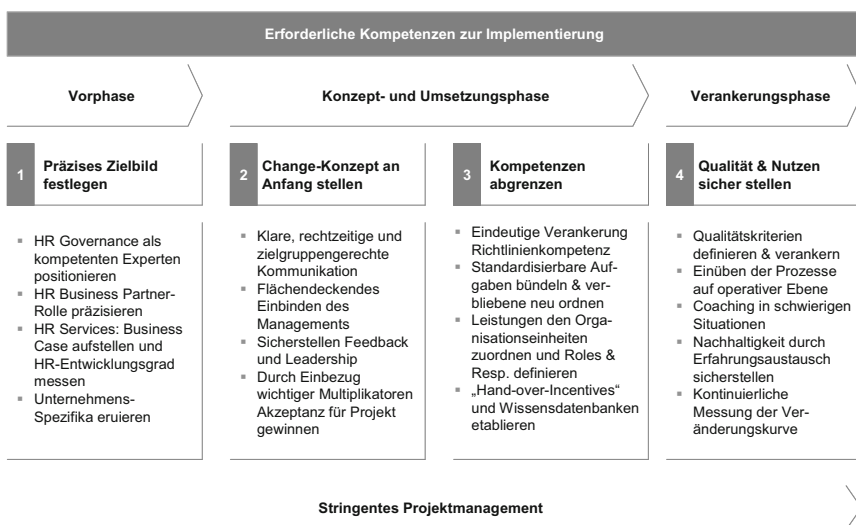 Erforderliche Kompetenzen zur Implementierung
Vorphase
Konzept- und Umsetzungsphase
Verankerungsphase
1
Präzises Zielbild
festlegen
▪ HR Governance als
kompetenten Experten
positionieren
▪ HR Business Partner-
Rolle präzisieren
▪ HR Services: Business
Case aufstellen und
HR-Entwicklungsgrad
messen
▪ Unternehmens-
Spezifika eruieren
2
Change-Konzept an
Anfang stellen
▪ Klare, rechtzeitige und
zielgruppengerechte
Kommunikation
▪ Flächendeckendes
Einbinden des
Managements
▪ Sicherstellen Feedback
und Leadership
▪ Durch Einbezug
wichtiger Multiplikatoren
Akzeptanz für Projekt
gewinnen
3
Kompetenzen
abgrenzen
▪ Eindeutige Verankerung
Richtlinienkompetenz
▪ Standardisierbare Auf-
gaben bündeln & ver-
bliebene neu ordnen
▪ Leistungen den Orga-
nisationseinheiten
zuordnen und Roles &
Resp. definieren
▪ „Hand-over-Incentives“
und Wissensdatenbanken
etablieren
4
Qualität & Nutzen
sicher stellen
▪ Qualitätskriterien
definieren & verankern
▪ Einüben der Prozesse
auf operativer Ebene
▪ Coaching in schwierigen
Situationen
▪ Nachhaltigkeit durch
Erfahrungsaustausch
sicherstellen
▪ Kontinuierliche
Messung der Ver-
änderungskurve
Stringentes Projektmanagement